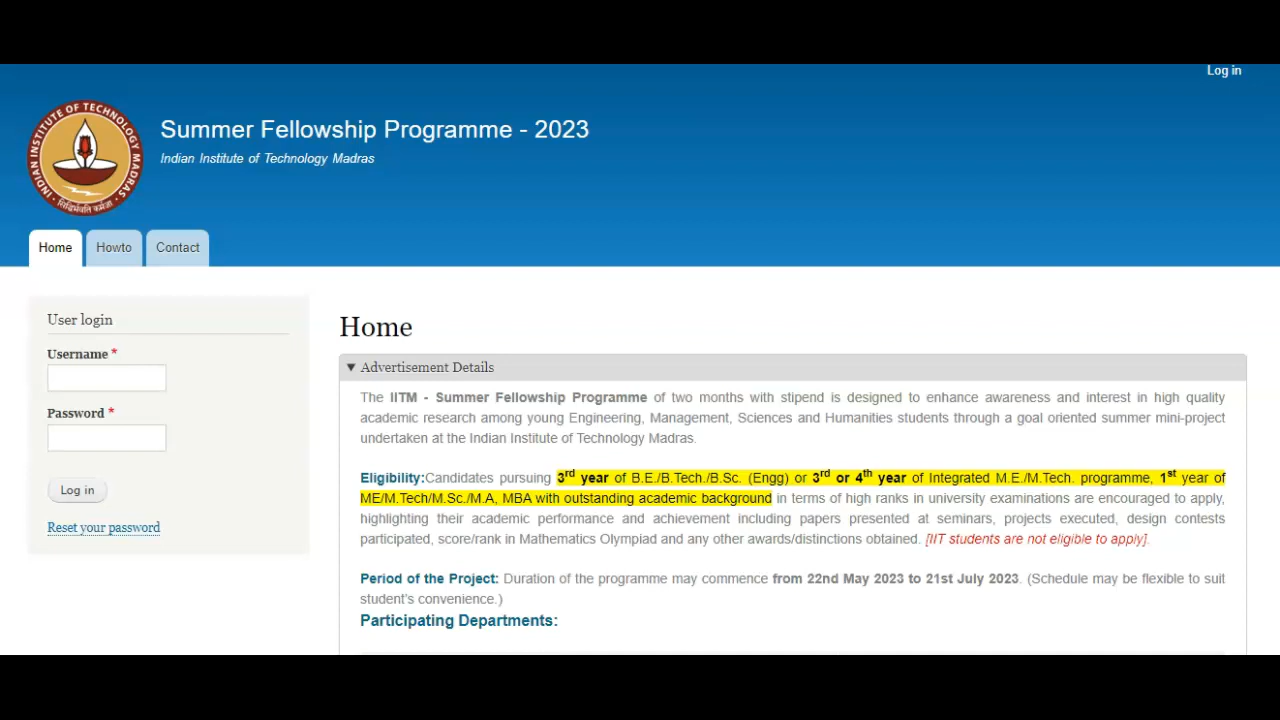 Log in
INDIAN INSTITUTE OF TECHNOLOGY MADRAS
सिद्धिर्भवति कर्मजा
Summer Fellowship Programme - 2023
Indian Institute of Technology Madras
Home Howto Contact
User login
Username *
Password *
Log in
Reset your password
Home
▼ Advertisement Details
The IITM - Summer Fellowship Programme of two months with stipend is designed to enhance awareness and interest in high quality
academic research among young Engineering, Management, Sciences and Humanities students through a goal oriented summer mini-project
undertaken at the Indian Institute of Technology Madras.
Eligibility:Candidates pursuing 3rd year of B.E./B.Tech./B.Sc. (Engg) or 3rd or 4th year of Integrated M.E./M.Tech. programme, 1st year of
ME/M.Tech/M.Sc./M.A, MBA with outstanding academic background in terms of high ranks in university examinations are encouraged to apply,
highlighting their academic performance and achievement including papers presented at seminars, projects executed, design contests
participated, score/rank in Mathematics Olympiad and any other awards/distinctions obtained. [IIT students are not eligible to apply].
Period of the Project: Duration of the programme may commence from 22nd May 2023 to 21st July 2023. (Schedule may be flexible to suit
student's convenience.)
Participating Departments: